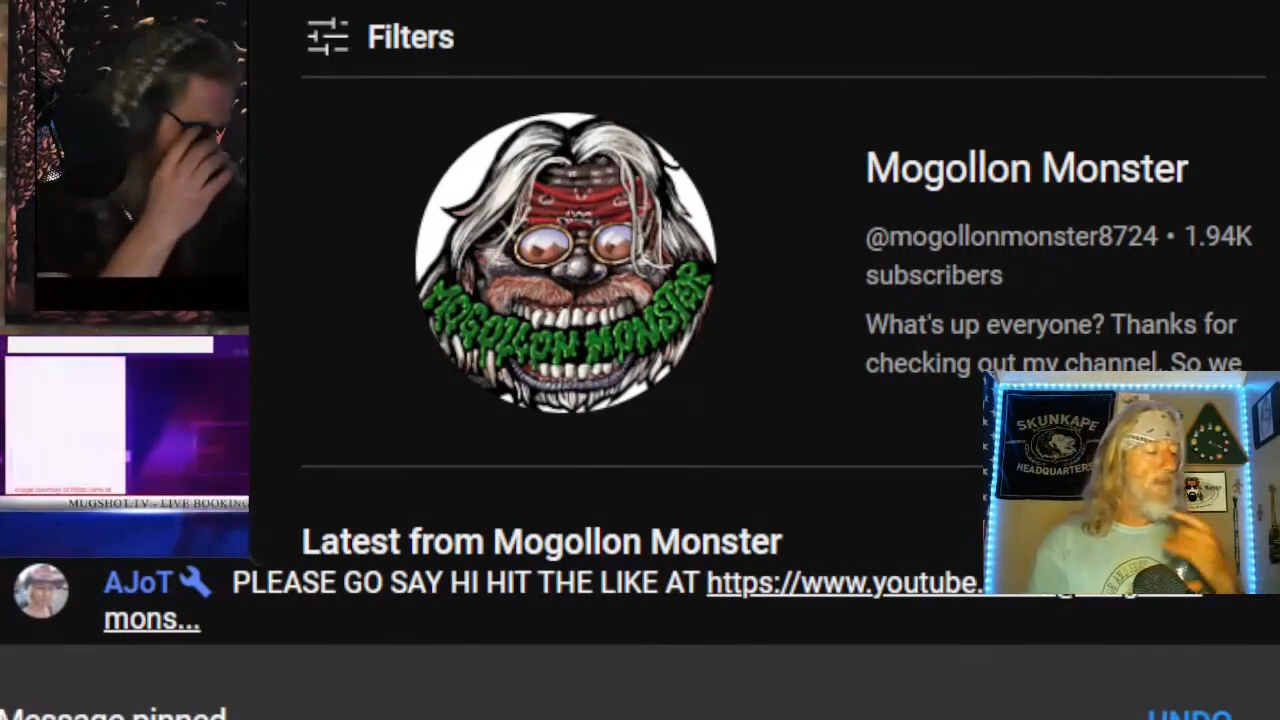 Filters
MOGOLLON MONSTER
Mogollon Monster
@mogollonmonster8724 • 1.94K
subscribers
What's up everyone? Thanks for
checking out my channel. So we
SKUNKAPE
HEADQUARTERS
MUGSHOT.TV - LIVE BOOKING
Latest from Mogollon Monster
AJoT PLEASE GO SAY HI HIT THE LIKE AT https://www.youtube.
mons...
Message pinned
UNDO